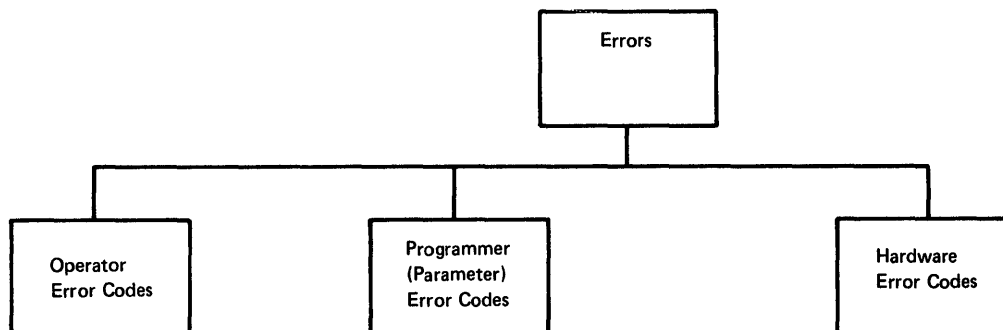 Errors
Operator
Error Codes
Programmer
(Parameter)
Error Codes
Hardware
Error Codes